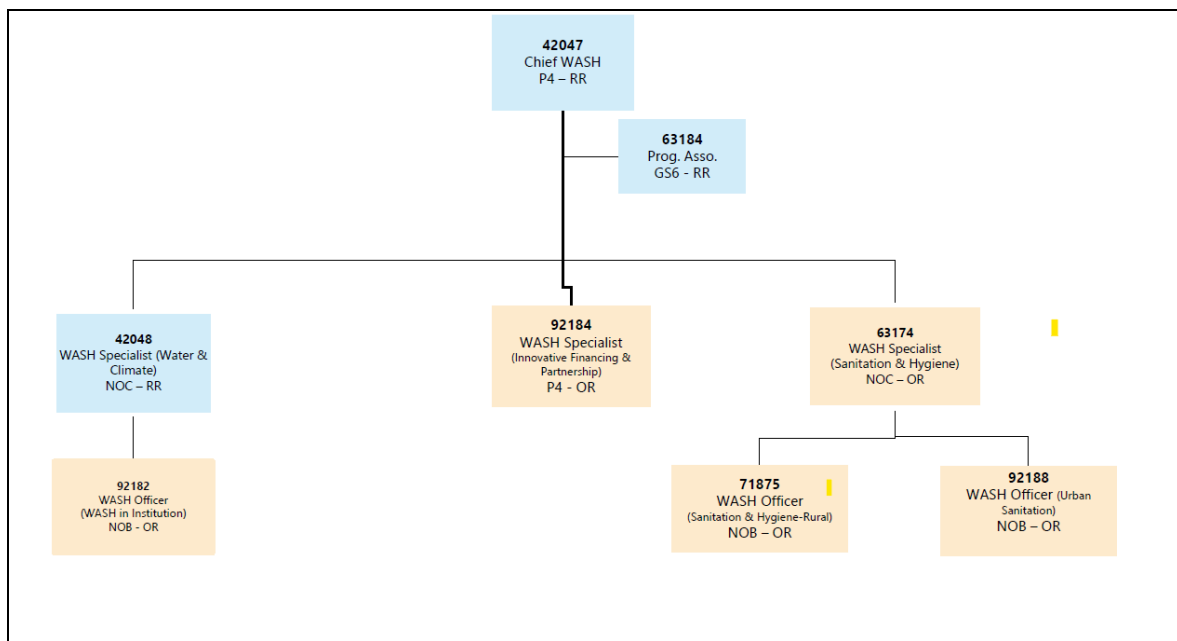 42047
Chief WASH
P4 – RR
63184
Prog. Asso.
GS6 - RR
42048
WASH Specialist (Water &
Climate)
NOC – RR
92184
WASH Specialist
(Innovative Financing &
Partnership)
P4 - OR
63174
WASH Specialist
(Sanitation & Hygiene)
NOC – OR
92182
WASH Officer
(WASH in Institution)
NOB - OR
71875
WASH Officer
(Sanitation & Hygiene-Rural)
NOB – OR
92188
WASH Officer (Urban
Sanitation)
NOB – OR